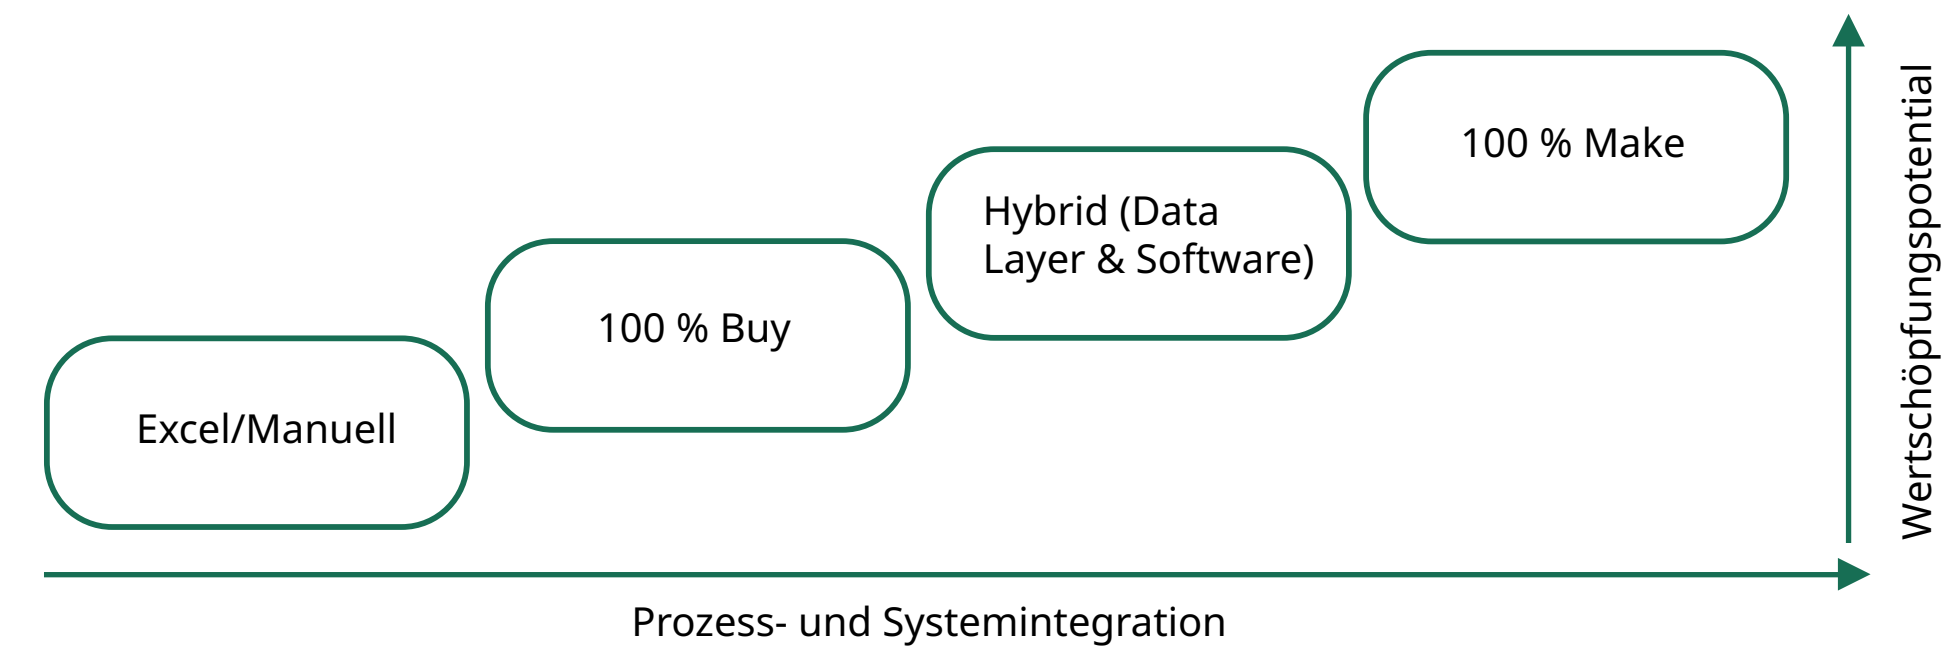 Excel/Manuell
100 % Buy
Hybrid (Data
Layer & Software)
100 % Make
Wertschöpfungspotential
Prozess- und Systemintegration